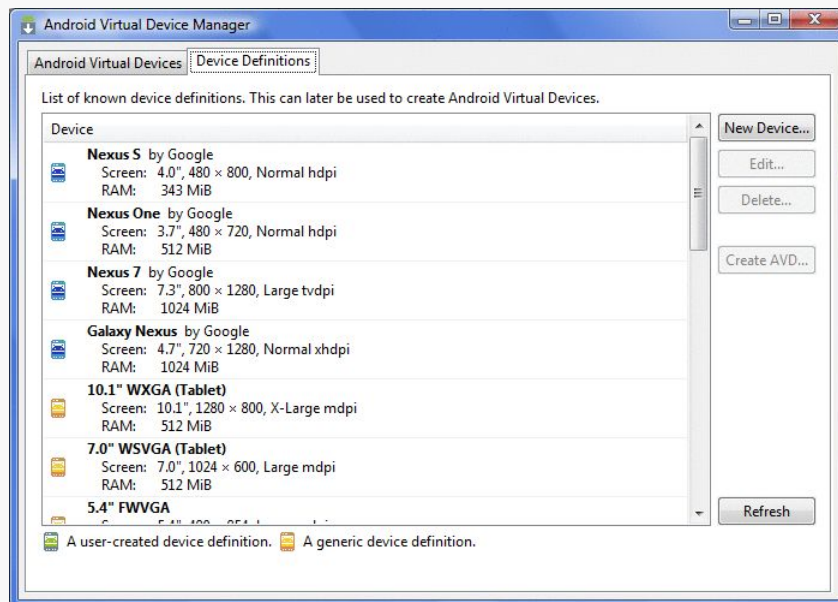 Android Virtual Device Manager
Android Virtual Devices
Device Definitions
List of known device definitions. This can later be used to create Android Virtual Devices.
Device
Nexus S by Google
Screen: 4.0", 480 × 800, Normal hdpi
RAM: 343 MiB
Nexus One by Google
Screen: 3.7", 480 × 720, Normal hdpi
RAM: 512 MiB
Nexus 7 by Google
Screen: 7.3", 800 × 1280, Large tvdpi
RAM: 1024 MiB
Galaxy Nexus by Google
Screen: 4.7", 720 × 1280, Normal xhdpi
RAM: 1024 MiB
10.1" WXGA (Tablet)
Screen: 10.1", 1280 × 800, X-Large mdpi
RAM: 512 MiB
7.0" WSVGA (Tablet)
Screen: 7.0", 1024 × 600, Large mdpi
RAM: 512 MiB
5.4" FWVGA
New Device...
Edit...
Delete...
Create AVD...
Refresh
A user-created device definition.
A generic device definition.